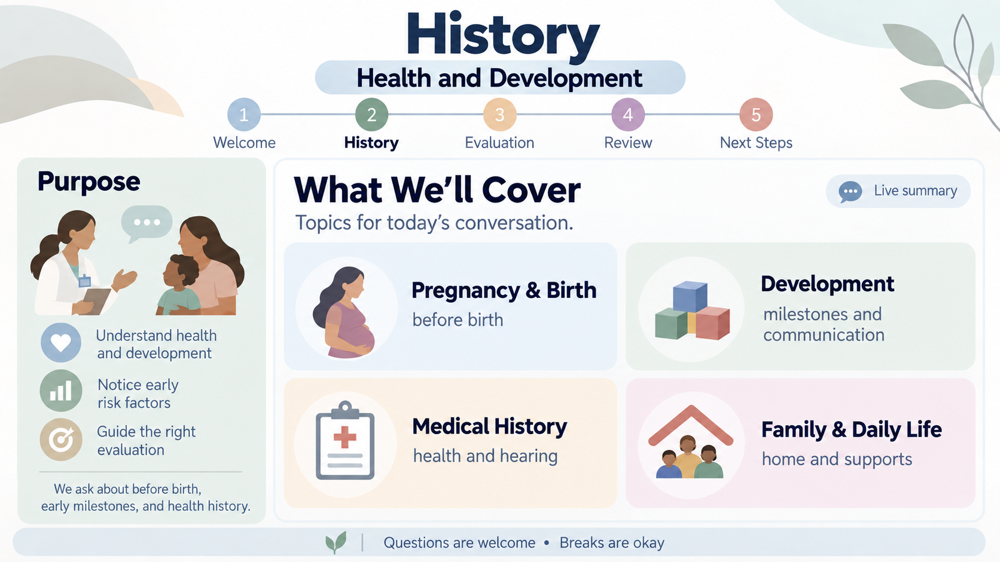 History
Health and Development
1
2
3
4
5
Welcome
History
Evaluation
Review
Next Steps
Purpose
Understand health
and development
Notice early
risk factors
Guide the right
evaluation
We ask about before birth,
early milestones, and health history.
What We’ll Cover
Topics for today’s conversation.
Live summary
Pregnancy & Birth
before birth
Development
milestones and
communication
Medical History
health and hearing
Family & Daily Life
home and supports
Questions are welcome • Breaks are okay